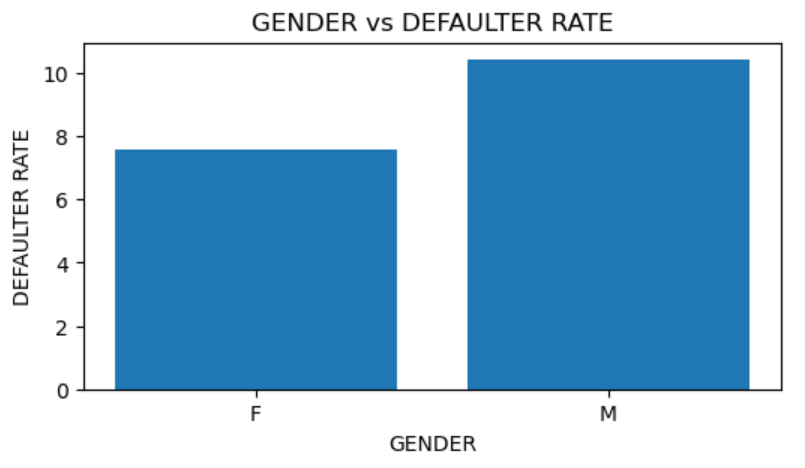 GENDER vs DEFAULTER RATE
DEFAULTER RATE
10
8
6
4
2
0
F M
GENDER